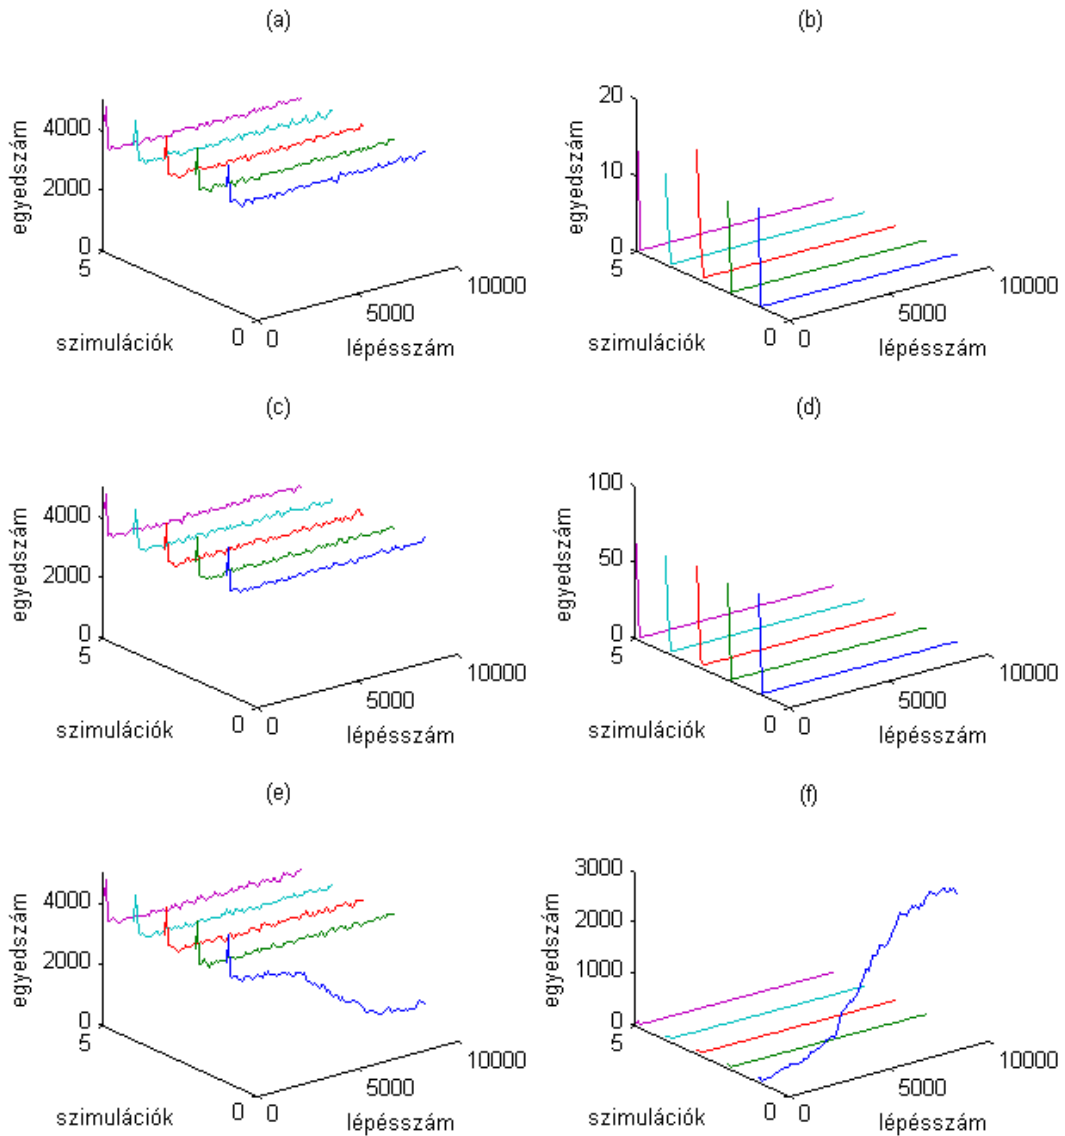 (a)
egyedszám
4000
2000
0
5
szimulációk
0
0
5000
10000
lépésszám
(b)
egyedszám
20
10
0
5
szimulációk
0
0
5000
10000
lépésszám
(c)
egyedszám
4000
2000
0
5
szimulációk
0
0
5000
10000
lépésszám
(d)
egyedszám
100
50
0
5
szimulációk
0
0
5000
10000
lépésszám
(e)
egyedszám
4000
2000
0
5
szimulációk
0
0
5000
10000
lépésszám
(f)
egyedszám
3000
2000
1000
0
5
szimulációk
0
0
5000
10000
lépésszám